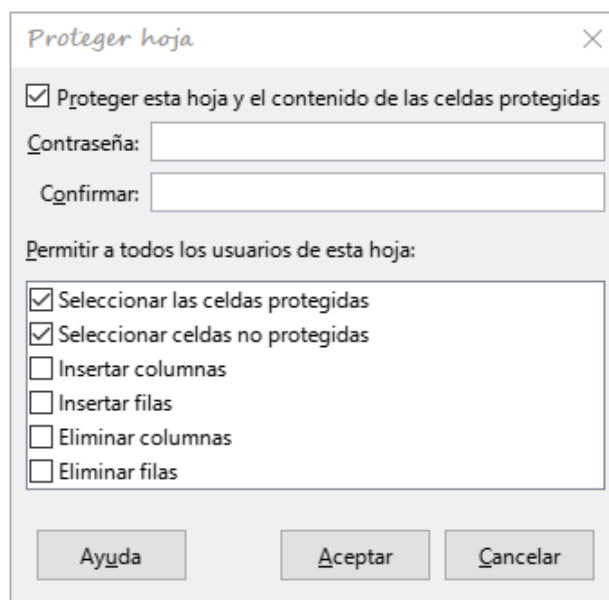 Proteger hoja
Proteger esta hoja y el contenido de las celdas protegidas
Contraseña:
Confirmar:
Permitir a todos los usuarios de esta hoja:
Seleccionar las celdas protegidas
Seleccionar celdas no protegidas
Insertar columnas
Insertar filas
Eliminar columnas
Eliminar filas
Ayuda Aceptar Cancelar